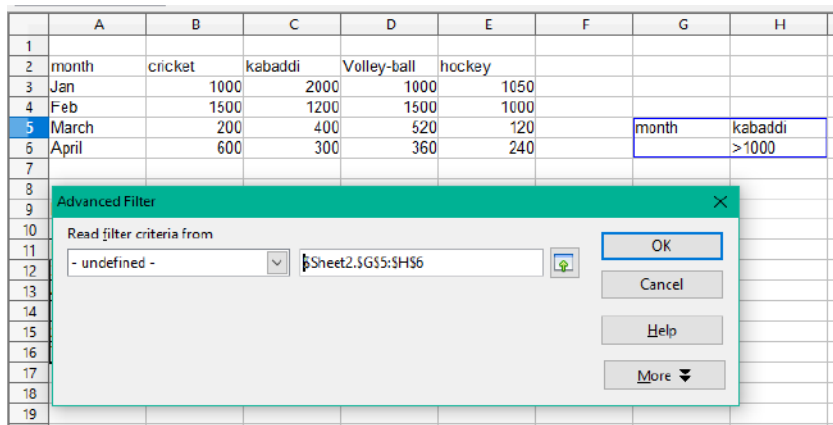 A B C D E F G H
1
2 month cricket kabaddi Volley-ball hockey
3 Jan 1000 2000 1000 1050
4 Feb 1500 1200 1500 1000
5 March 200 400 520 120 month kabaddi
6 April 600 300 360 240 >1000
7
8
Advanced Filter
9
10 Read filter criteria from
OK
11
12 - undefined - $Sheet2.$G$5:$H$6
13 Cancel
14
15 Help
16
17 More
18
19